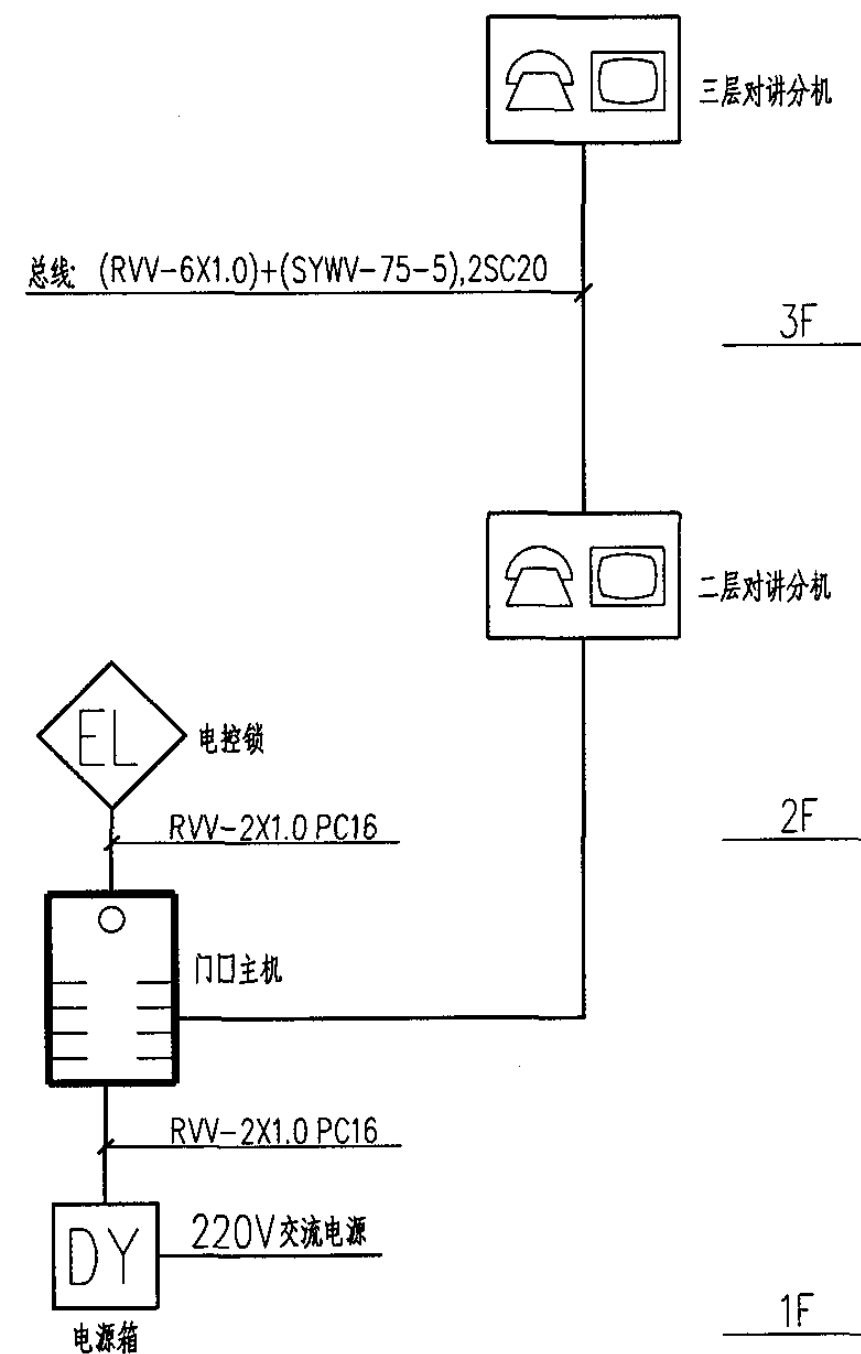 三层对讲分机
总线: (RVV-6X1.0)+(SYWV-75-5),2SC20
3F
二层对讲分机
EL
电控锁
RVV-2X1.0 PC16
2F
门口主机
RVV-2X1.0 PC16
220V交流电源
DY
1F
电源箱